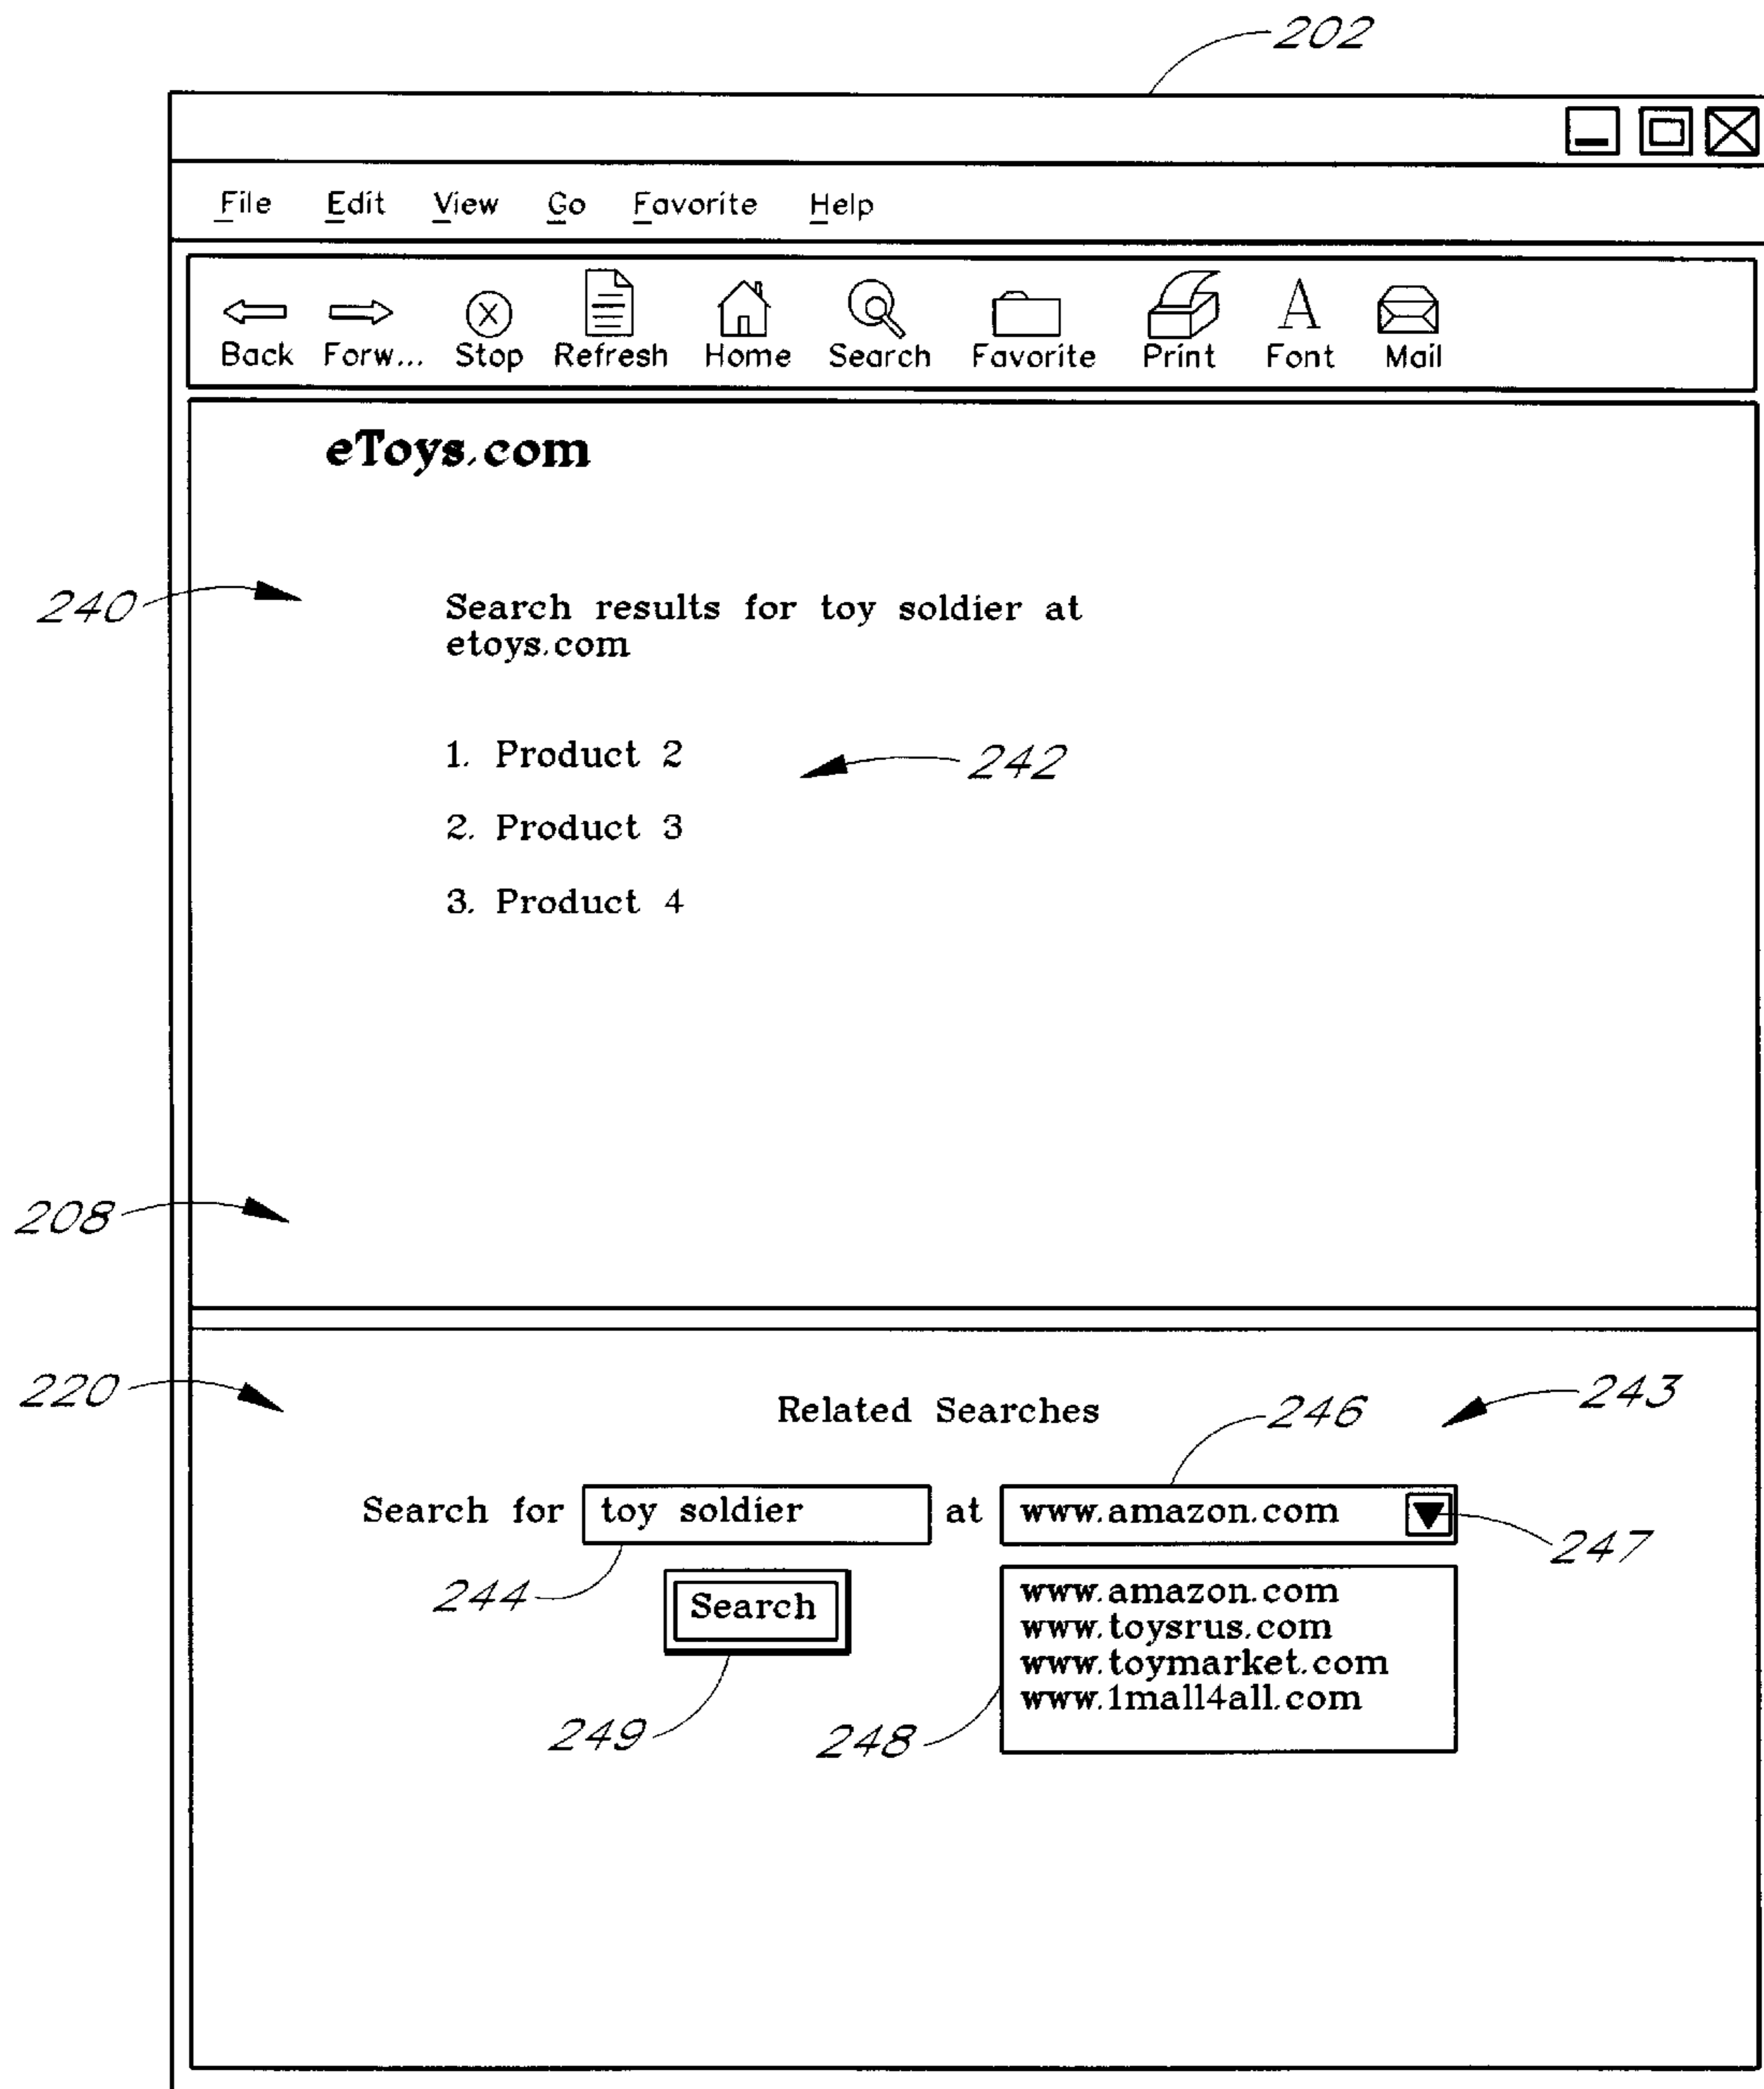 202
File Edit View Go Favorite Help
Back Forw... Stop Refresh Home Search Favorite Print Font Mail
eToys.com
240
Search results for toy soldier at
etoys.com
1. Product 2
242
2. Product 3
3. Product 4
208
220
Related Searches
246
243
Search for toy soldier at www.amazon.com
247
244
Search
www.amazon.com
www.toysrus.com
www.toymarket.com
www.1mall4all.com
249
248